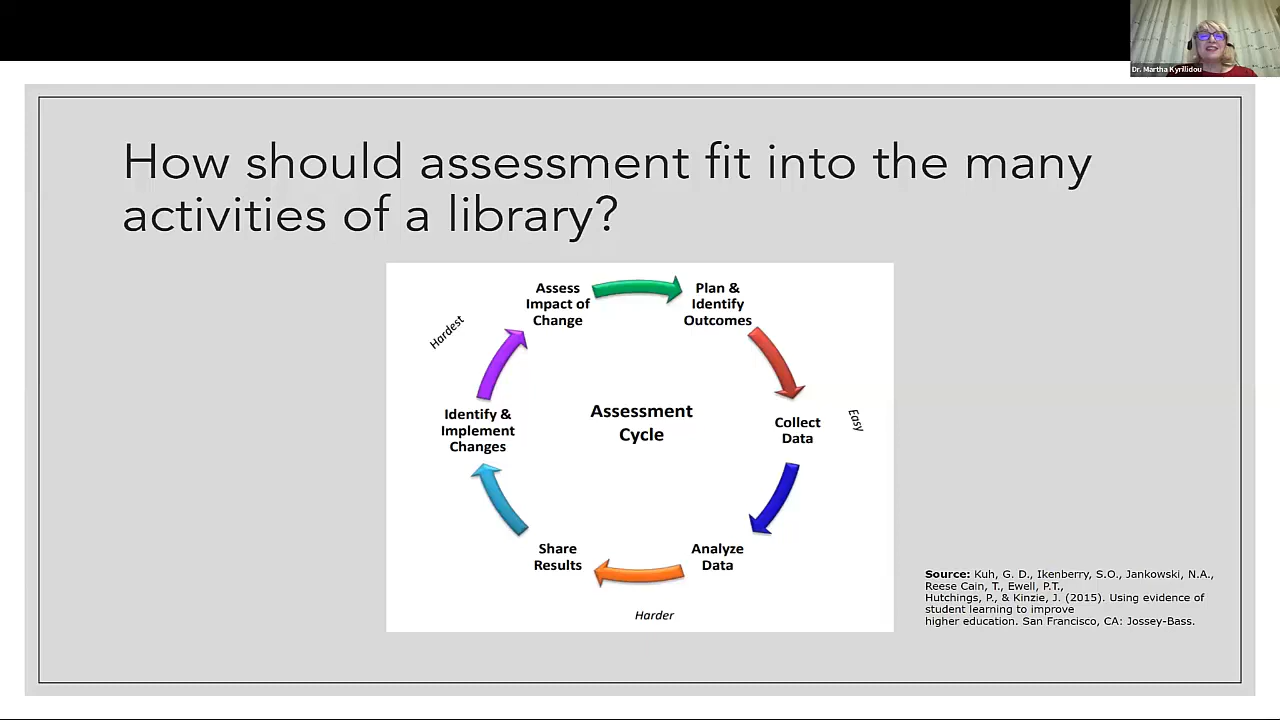 Dr. Martha Kyrillidou
How should assessment fit into the many
activities of a library?
Assess
Impact of
Change
Plan &
Identify
Outcomes
Hardest
Identify &
Implement
Changes
Assessment
Cycle
Collect
Data
Easy
Share
Results
Analyze
Data
Harder
Source: Kuh, G. D., Ikenberry, S.O., Jankowski, N.A.,
Reese Cain, T., Ewell, P.T.,
Hutchings, P., & Kinzie, J. (2015). Using evidence of
student learning to improve
higher education. San Francisco, CA: Jossey-Bass.